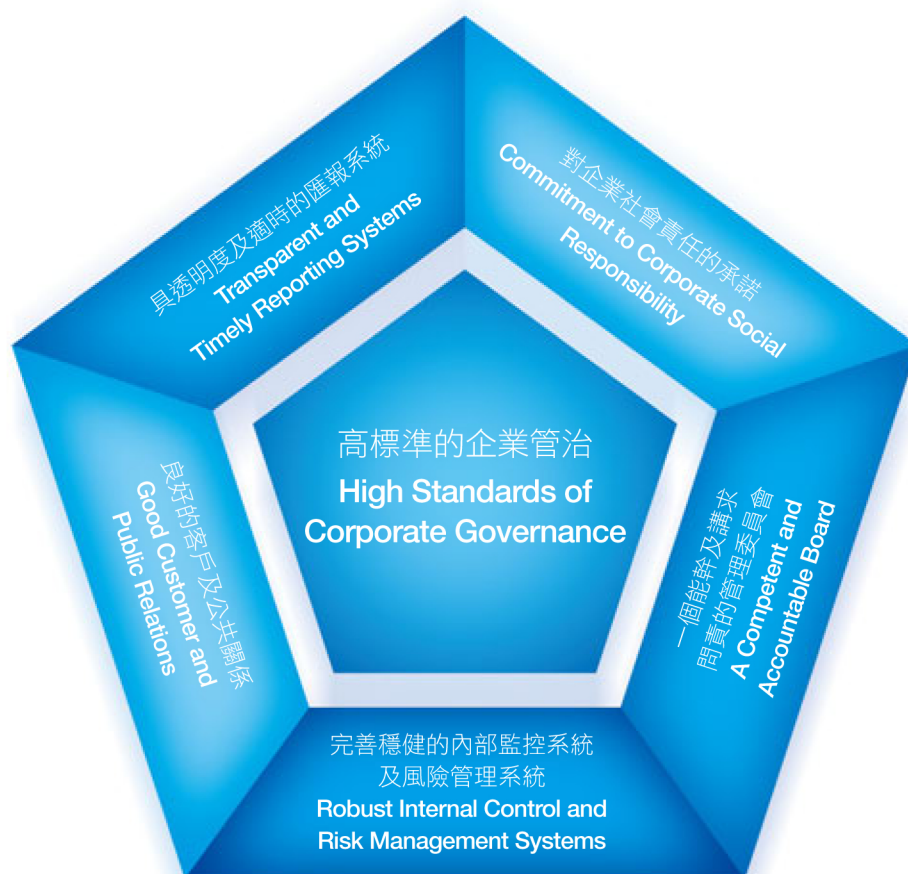 具透明度及適時的匯報系統
Transparent and
Timely Reporting Systems
對企業社會責任的承諾
Commitment to Corporate Social
Responsibility
高標準的企業管治
High Standards of
Corporate Governance
良好的客戶及公共關係
Good Customer and
Public Relations
一個能幹及講求
問責的管理委員會
A Competent and
Accountable Board
完善穩健的內部監控系統
及風險管理系統
Robust Internal Control and
Risk Management Systems